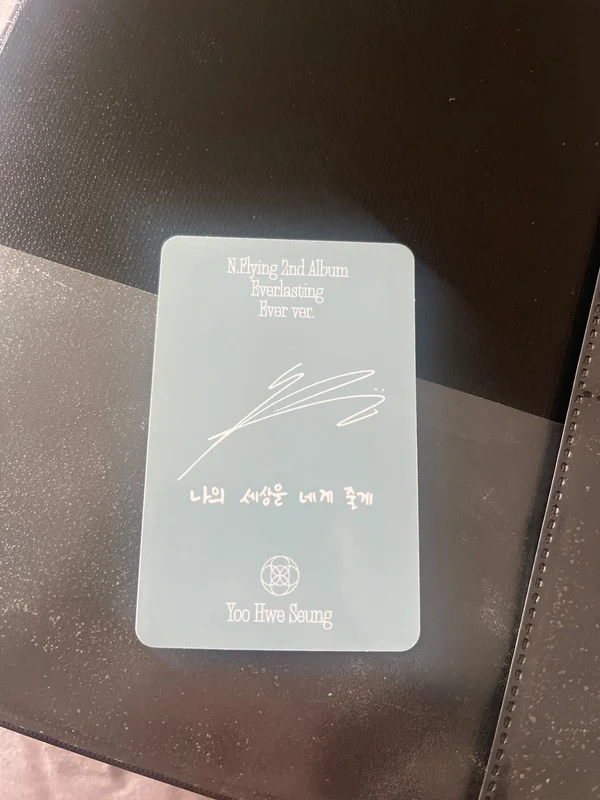 N.Flying 2nd Album
Everlasting
Ever ver.
나의 세상을 네게 줄게
Yoo Hwe Seung